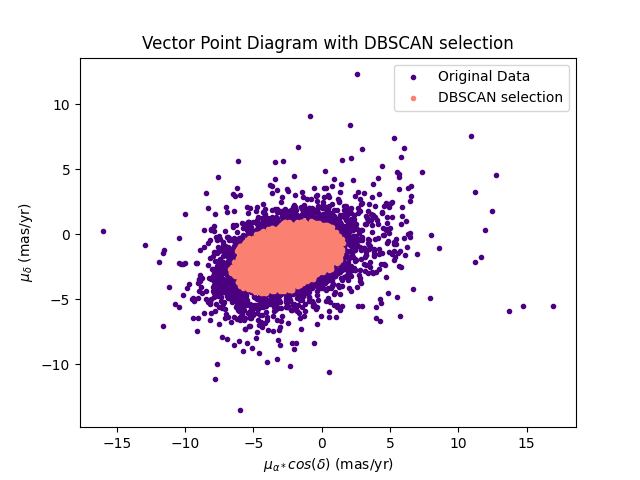 Vector Point Diagram with DBSCAN selection
Original Data
DBSCAN selection
10
5
0
−5
−10
μδ (mas/yr)
−15
−10
−5
0
5
10
15
μα* cos(δ) (mas/yr)